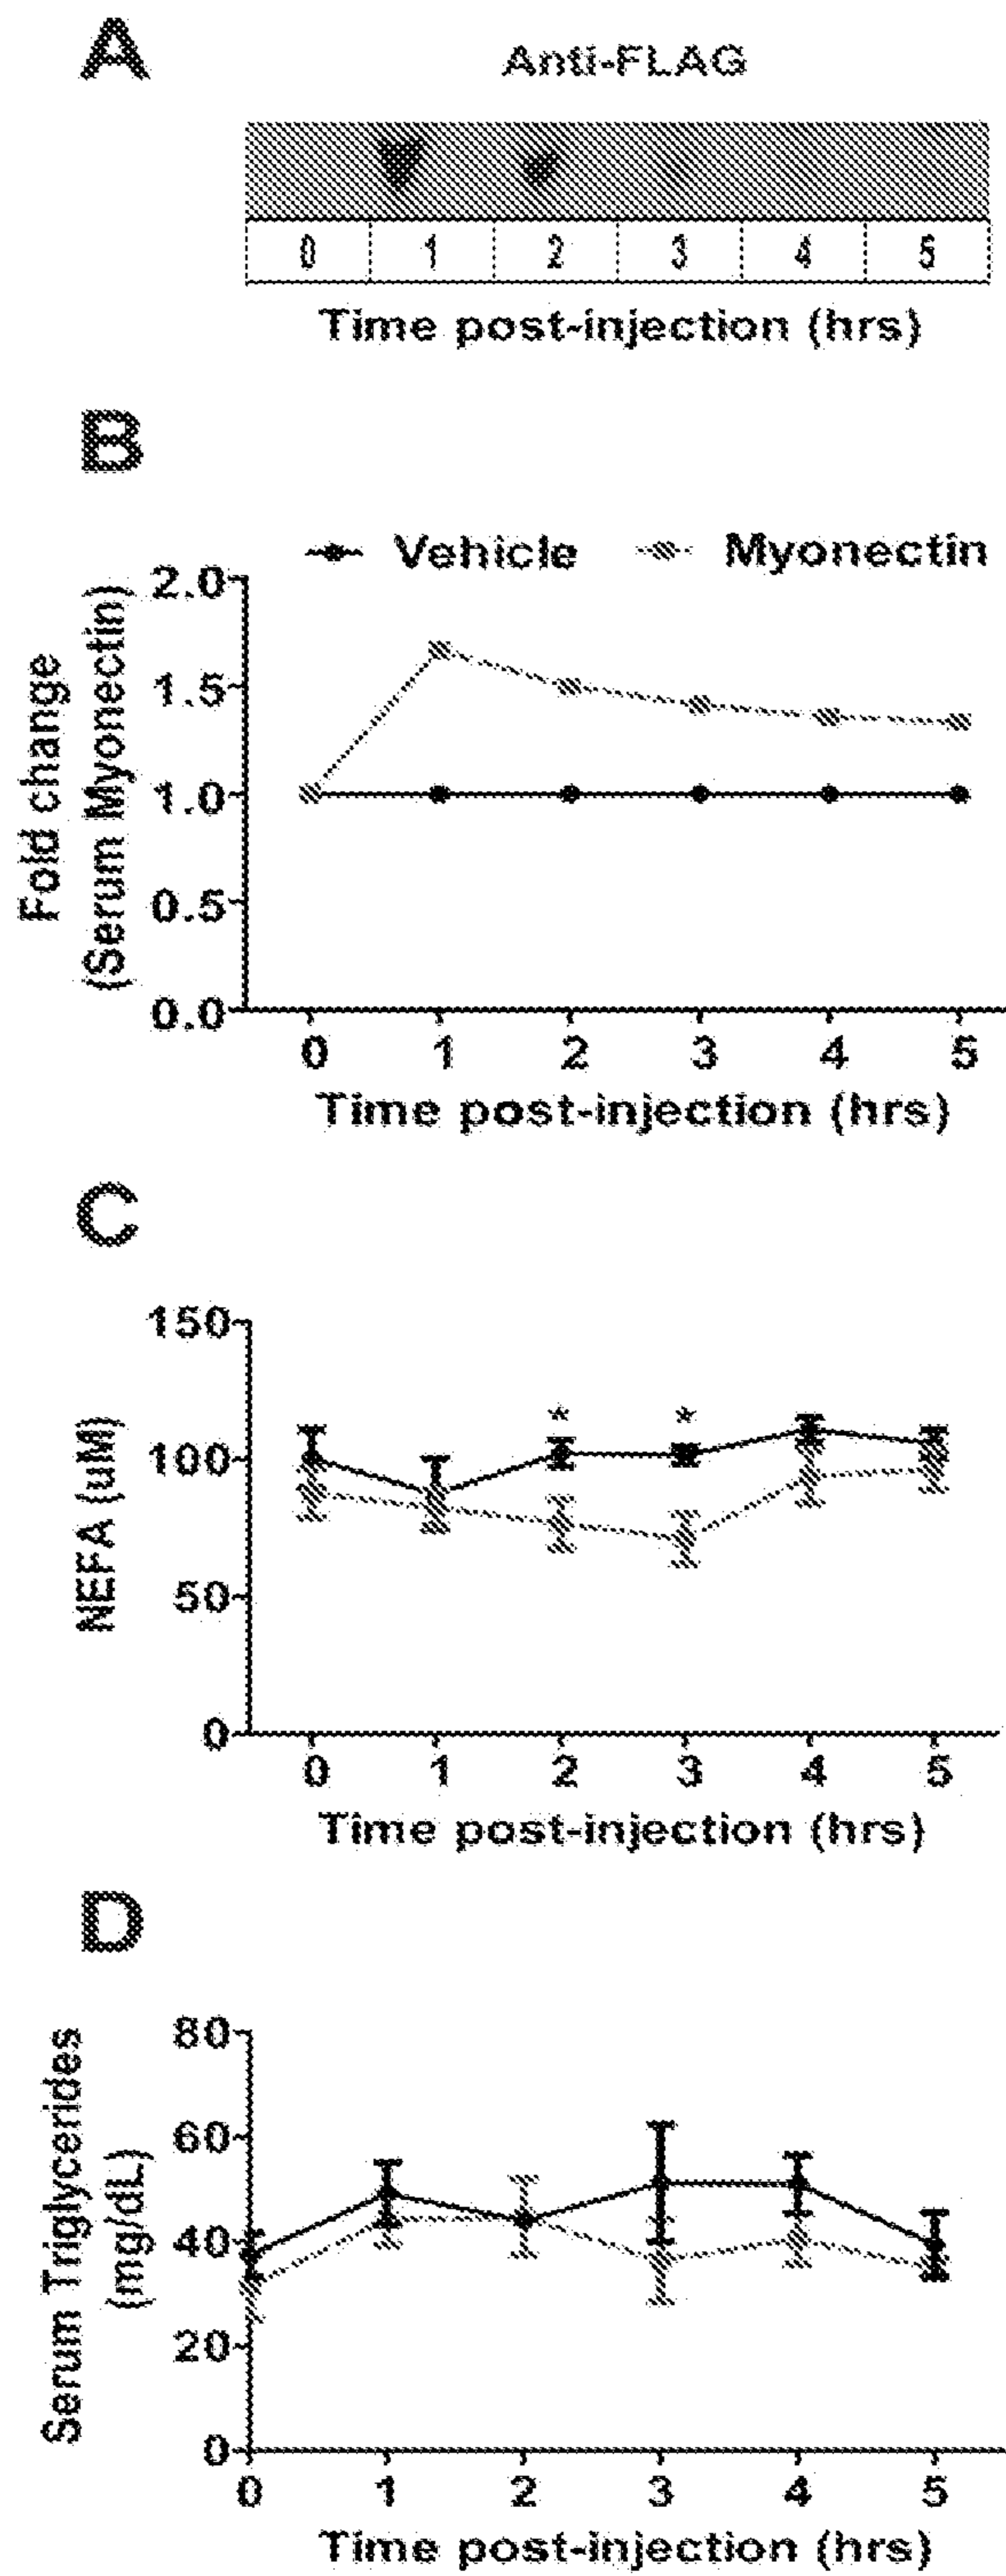 A
Anti-FLAG
0 1 2 3 4 5
Time post-injection (hrs)
B
Vehicle Myonectin
Fold change
(Serum Myonectin)
2.0
1.5
1.0
0.5
0.0
0 1 2 3 4 5
Time post-injection (hrs)
C
NEFA (uM)
150
100
50
0
* *
0 1 2 3 4 5
Time post-injection (hrs)
D
Serum Triglycerides
(mg/dL)
80
60
40
20
0
0 1 2 3 4 5
Time post-injection (hrs)